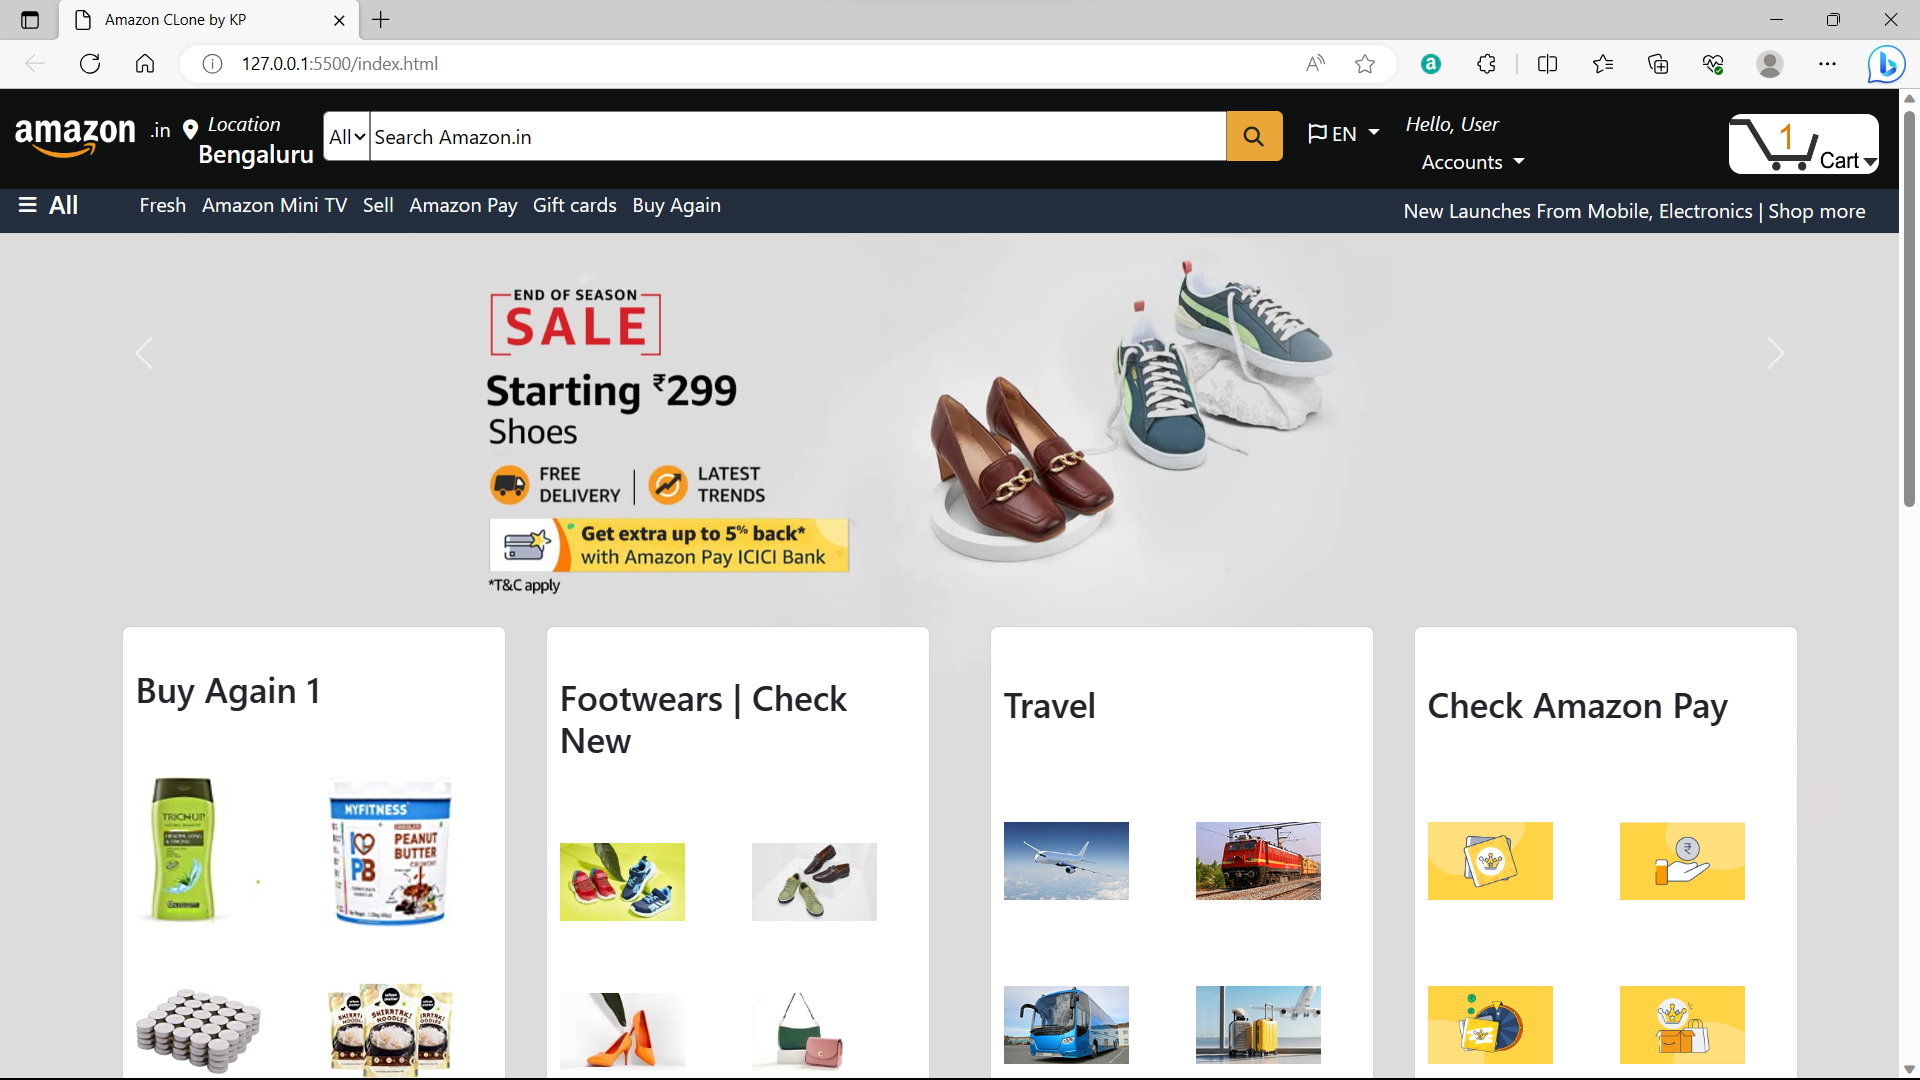 Amazon CLone by KP
127.0.0.1:5500/index.html
amazon .in
Location
Bengaluru
All
Search Amazon.in
EN
Hello, User
Accounts
1
Cart
All
Fresh Amazon Mini TV Sell Amazon Pay Gift cards Buy Again
New Launches From Mobile, Electronics | Shop more
END OF SEASON
SALE
Starting ₹299
Shoes
FREE
DELIVERY
LATEST
TRENDS
Get extra up to 5% back*
with Amazon Pay ICICI Bank
*T&C apply
Buy Again 1
Footwears | Check
New
Travel
Check Amazon Pay
TRICHUP
MYFITNESS
PEANUT
BUTTER
CRUNCHY
PB
SHIRATAKI
NOODLES